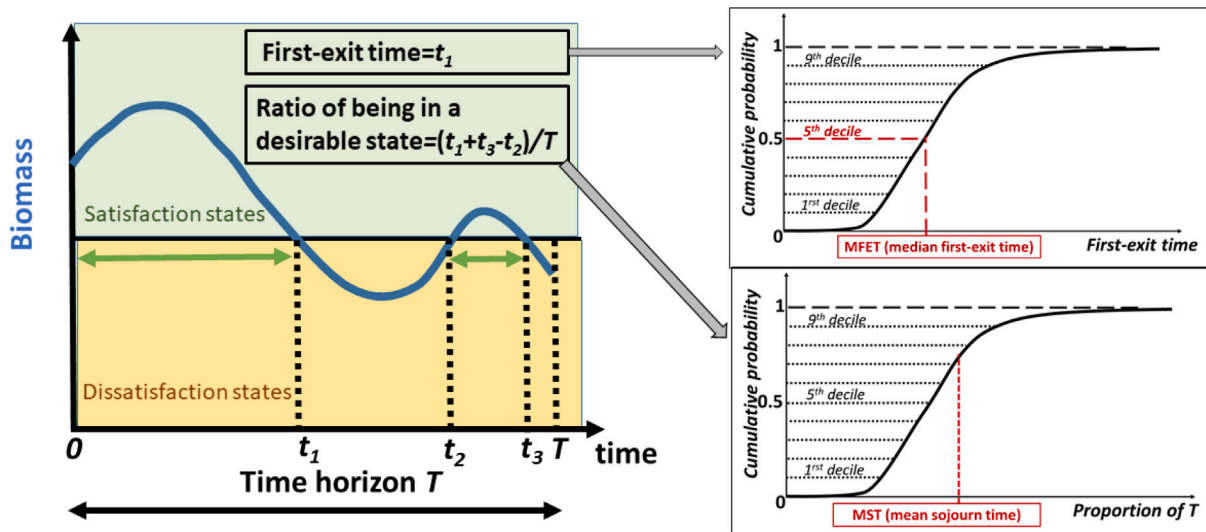 Biomass
First-exit time=t1
Ratio of being in a
desirable state=(t1+t3-t2)/T
Satisfaction states
Dissatisfaction states
0
t1
t2
t3
T
time
Time horizon T
Cumulative probability
1
9th decile
0.5
5th decile
1rst decile
0
MFET (median first-exit time)
First-exit time
Cumulative probability
1
9th decile
0.5
5th decile
1rst decile
0
MST (mean sojourn time)
Proportion of T